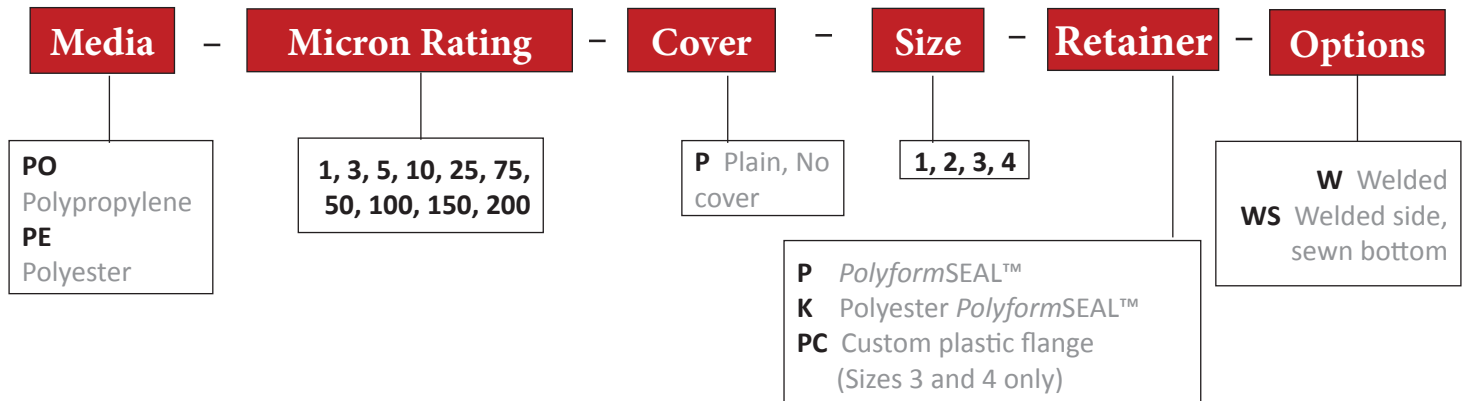 Media – Micron Rating – Cover – Size – Retainer – Options
PO
Polypropylene
PE
Polyester
1, 3, 5, 10, 25, 75,
50, 100, 150, 200
P Plain, No
cover
1, 2, 3, 4
P PolyformSEAL™
K Polyester PolyformSEAL™
PC Custom plastic flange
(Sizes 3 and 4 only)
W Welded
WS Welded side,
sewn bottom